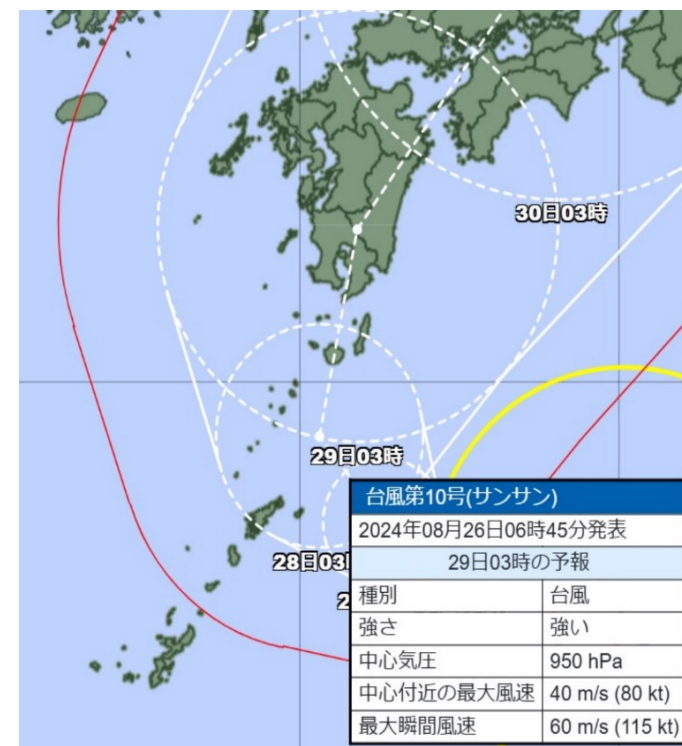 30日03時
29日03時
28日03
2
台風第10号(サンサン)
2024年08月26日06時45分発表
29日03時の予報
種別 台風
強さ 強い
中心気圧 950 hPa
中心付近の最大風速 40 m/s (80 kt)
最大瞬間風速 60 m/s (115 kt)